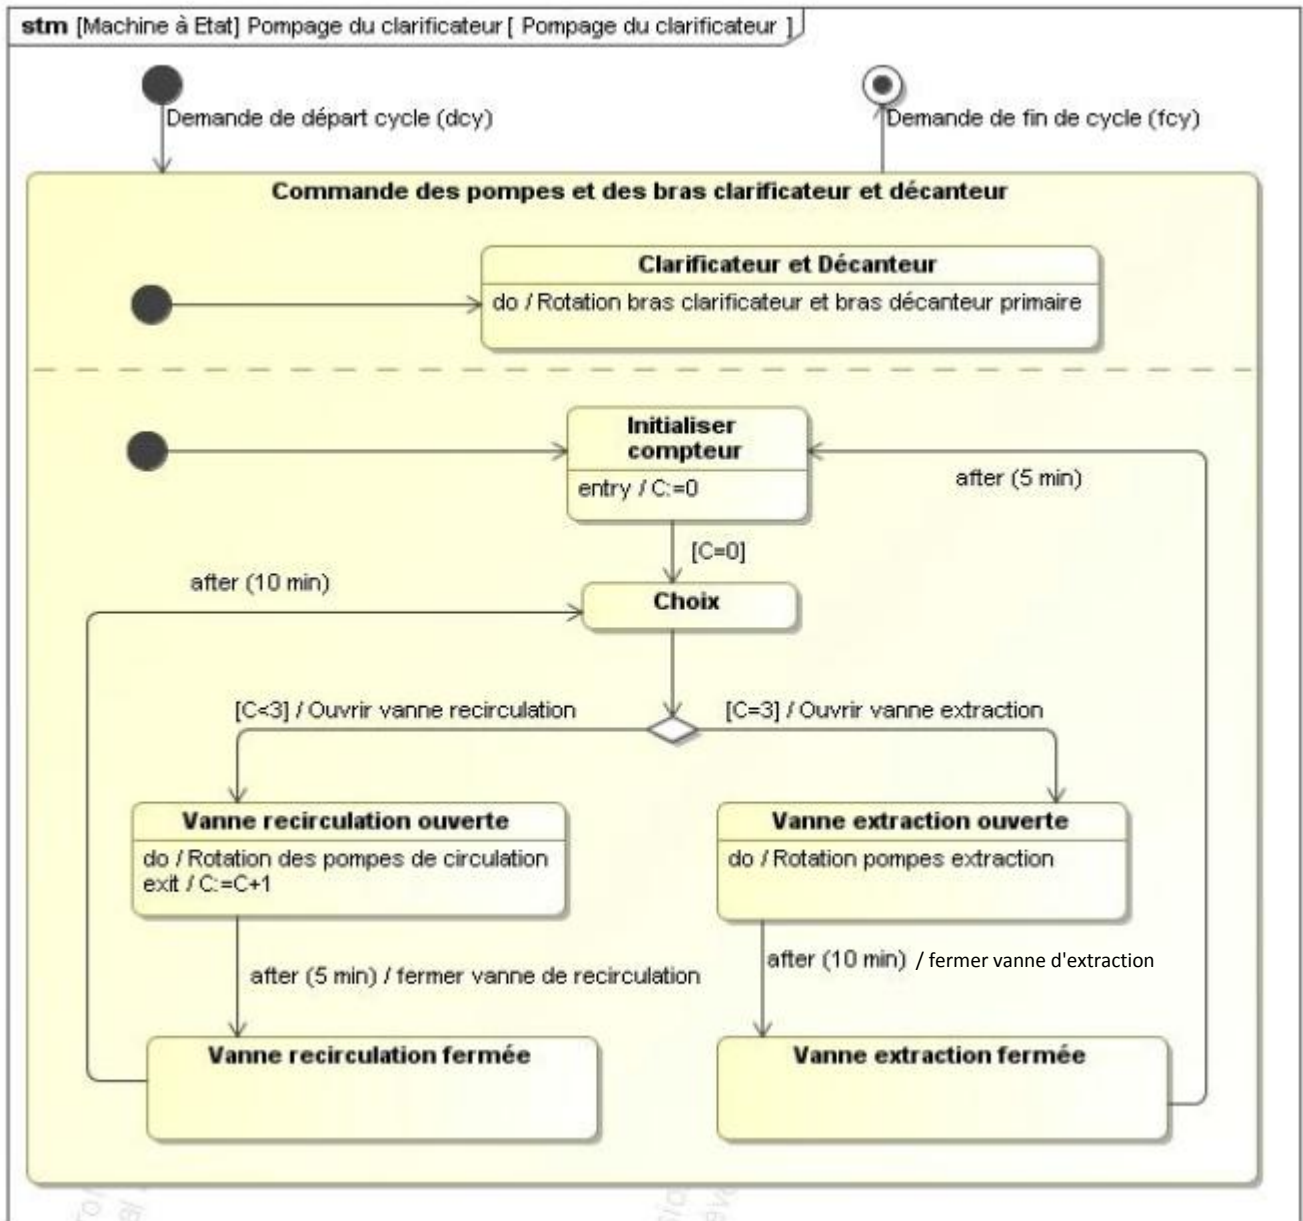 stm [Machine à Etat] Pompage du clarificateur [ Pompage du clarificateur ]
Demande de départ cycle (dcy)
Demande de fin de cycle (fcy)
Commande des pompes et des bras clarificateur et décanteur
Clarificateur et Décanteur
do / Rotation bras clarificateur et bras décanteur primaire
Initialiser
compteur
entry / C:=0
after (5 min)
[C=0]
after (10 min)
Choix
[C<3] / Ouvrir vanne recirculation
[C=3] / Ouvrir vanne extraction
Vanne recirculation ouverte
do / Rotation des pompes de circulation
exit / C:=C+1
Vanne extraction ouverte
do / Rotation pompes extraction
after (5 min) / fermer vanne de recirculation
after (10 min) / fermer vanne d'extraction
Vanne recirculation fermée
Vanne extraction fermée